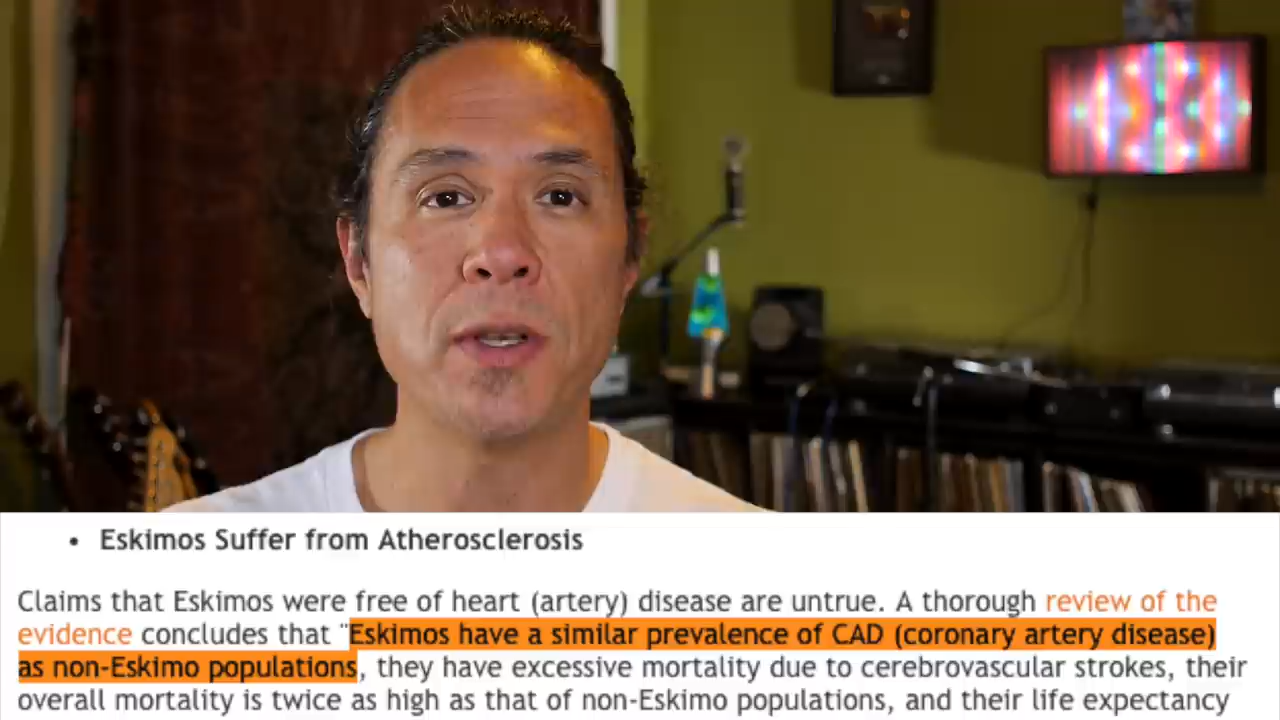 • Eskimos Suffer from Atherosclerosis
Claims that Eskimos were free of heart (artery) disease are untrue. A thorough review of the
evidence concludes that "Eskimos have a similar prevalence of CAD (coronary artery disease)
as non-Eskimo populations, they have excessive mortality due to cerebrovascular strokes, their
overall mortality is twice as high as that of non-Eskimo populations, and their life expectancy